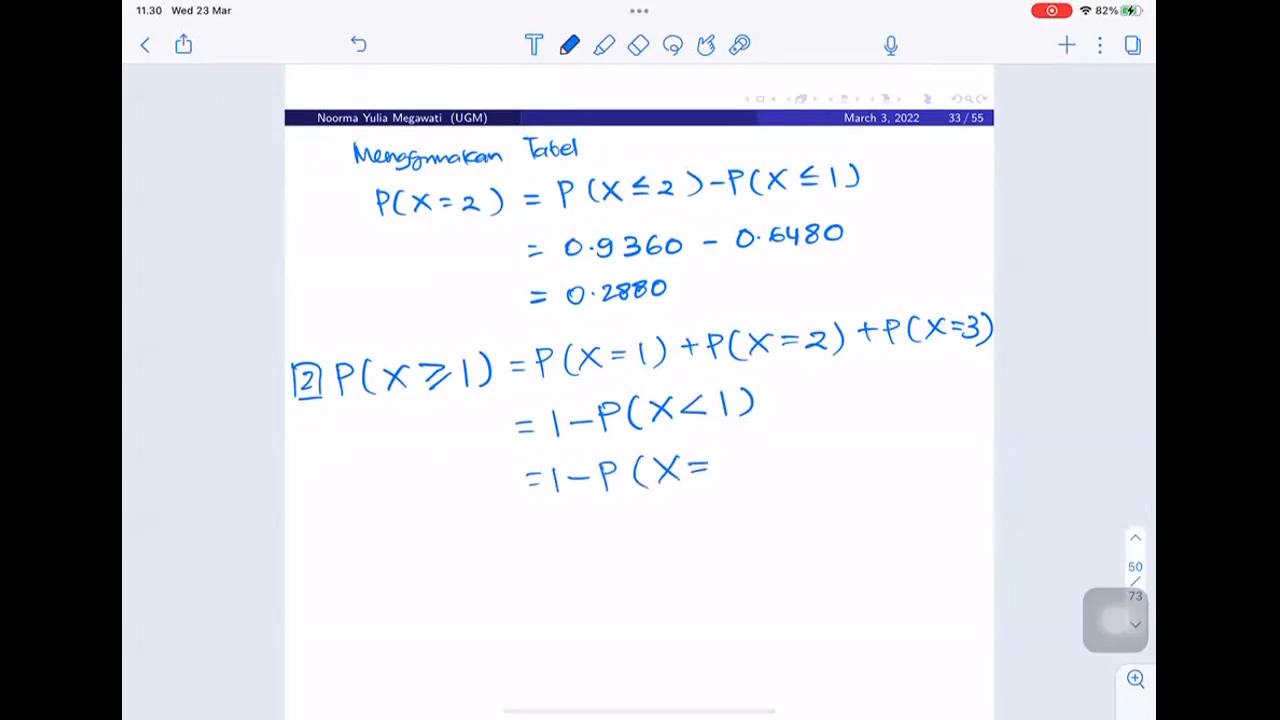 11.30 Wed 23 Mar
82%
T
Noorma Yulia Megawati (UGM) March 3, 2022 33 / 55
Menggunakan Tabel
P(X = 2) = P(X ≤ 2) - P(X ≤ 1)
= 0.9360 - 0.6480
= 0.2880
2 P(X ≥ 1) = P(X = 1) + P(X = 2) + P(X = 3)
= 1 - P(X < 1)
= 1 - P(X =
50
/
73